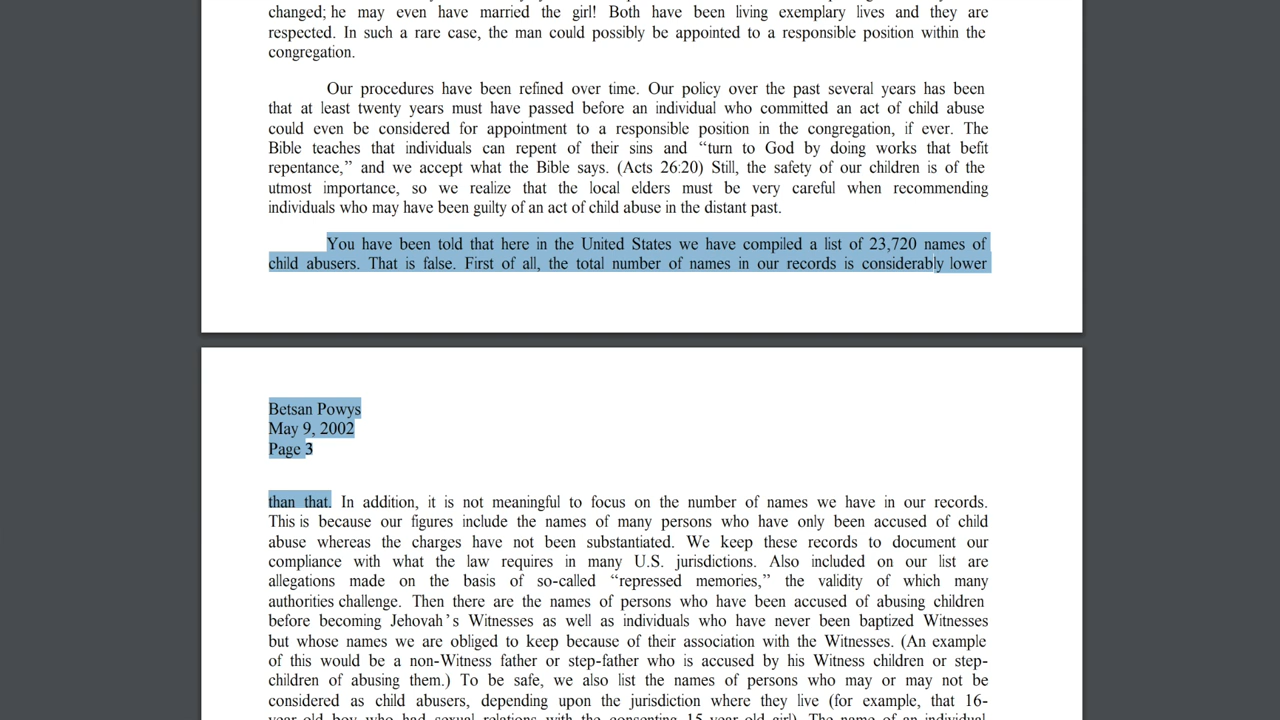 changed; he may even have married the girl! Both have been living exemplary lives and they are
respected. In such a rare case, the man could possibly be appointed to a responsible position within the
congregation.
Our procedures have been refined over time. Our policy over the past several years has been
that at least twenty years must have passed before an individual who committed an act of child abuse
could even be considered for appointment to a responsible position in the congregation, if ever. The
Bible teaches that individuals can repent of their sins and “turn to God by doing works that befit
repentance,” and we accept what the Bible says. (Acts 26:20) Still, the safety of our children is of the
utmost importance, so we realize that the local elders must be very careful when recommending
individuals who may have been guilty of an act of child abuse in the distant past.
You have been told that here in the United States we have compiled a list of 23,720 names of
child abusers. That is false. First of all, the total number of names in our records is considerably lower
Betsan Powys
May 9, 2002
Page 3
than that. In addition, it is not meaningful to focus on the number of names we have in our records.
This is because our figures include the names of many persons who have only been accused of child
abuse whereas the charges have not been substantiated. We keep these records to document our
compliance with what the law requires in many U.S. jurisdictions. Also included on our list are
allegations made on the basis of so-called “repressed memories,” the validity of which many
authorities challenge. Then there are the names of persons who have been accused of abusing children
before becoming Jehovah’s Witnesses as well as individuals who have never been baptized Witnesses
but whose names we are obliged to keep because of their association with the Witnesses. (An example
of this would be a non-Witness father or step-father who is accused by his Witness children or step-
children of abusing them.) To be safe, we also list the names of persons who may or may not be
considered as child abusers, depending upon the jurisdiction where they live (for example, that 16-
year-old boy who had sexual relations with the consenting 15-year-old girl). The name of an individual